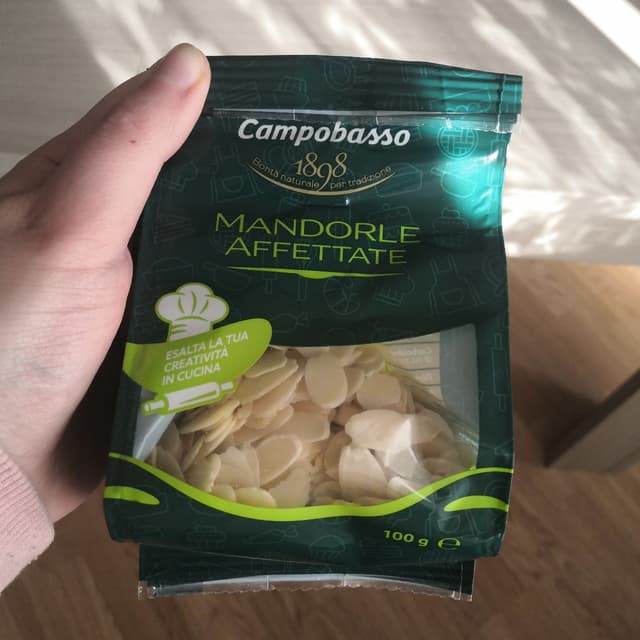 Campobasso
1898
Bontà naturale per tradizione
MANDORLE
AFFETTATE
ESALTA LA TUA
CREATIVITÀ
IN CUCINA
100 g ℮